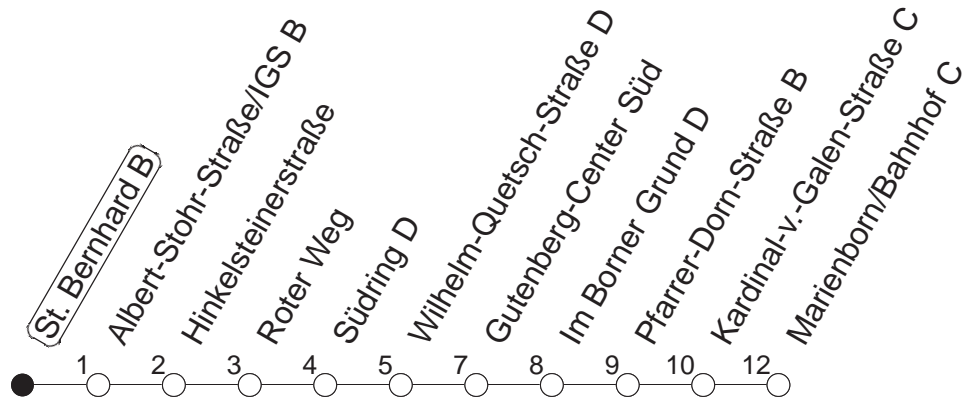 St. Bernhard B
Albert-Stohr-Straße/IGS B
Hinkelsteinerstraße
Roter Weg
Südring D
Wilhelm-Quetsch-Straße D
Gutenberg-Center Süd
Im Borner Grund D
Pfarrer-Dorn-Straße B
Kardinal-v.-Galen-Straße C
Marienborn/Bahnhof C
1 2 3 4 5 7 8 9 10 12